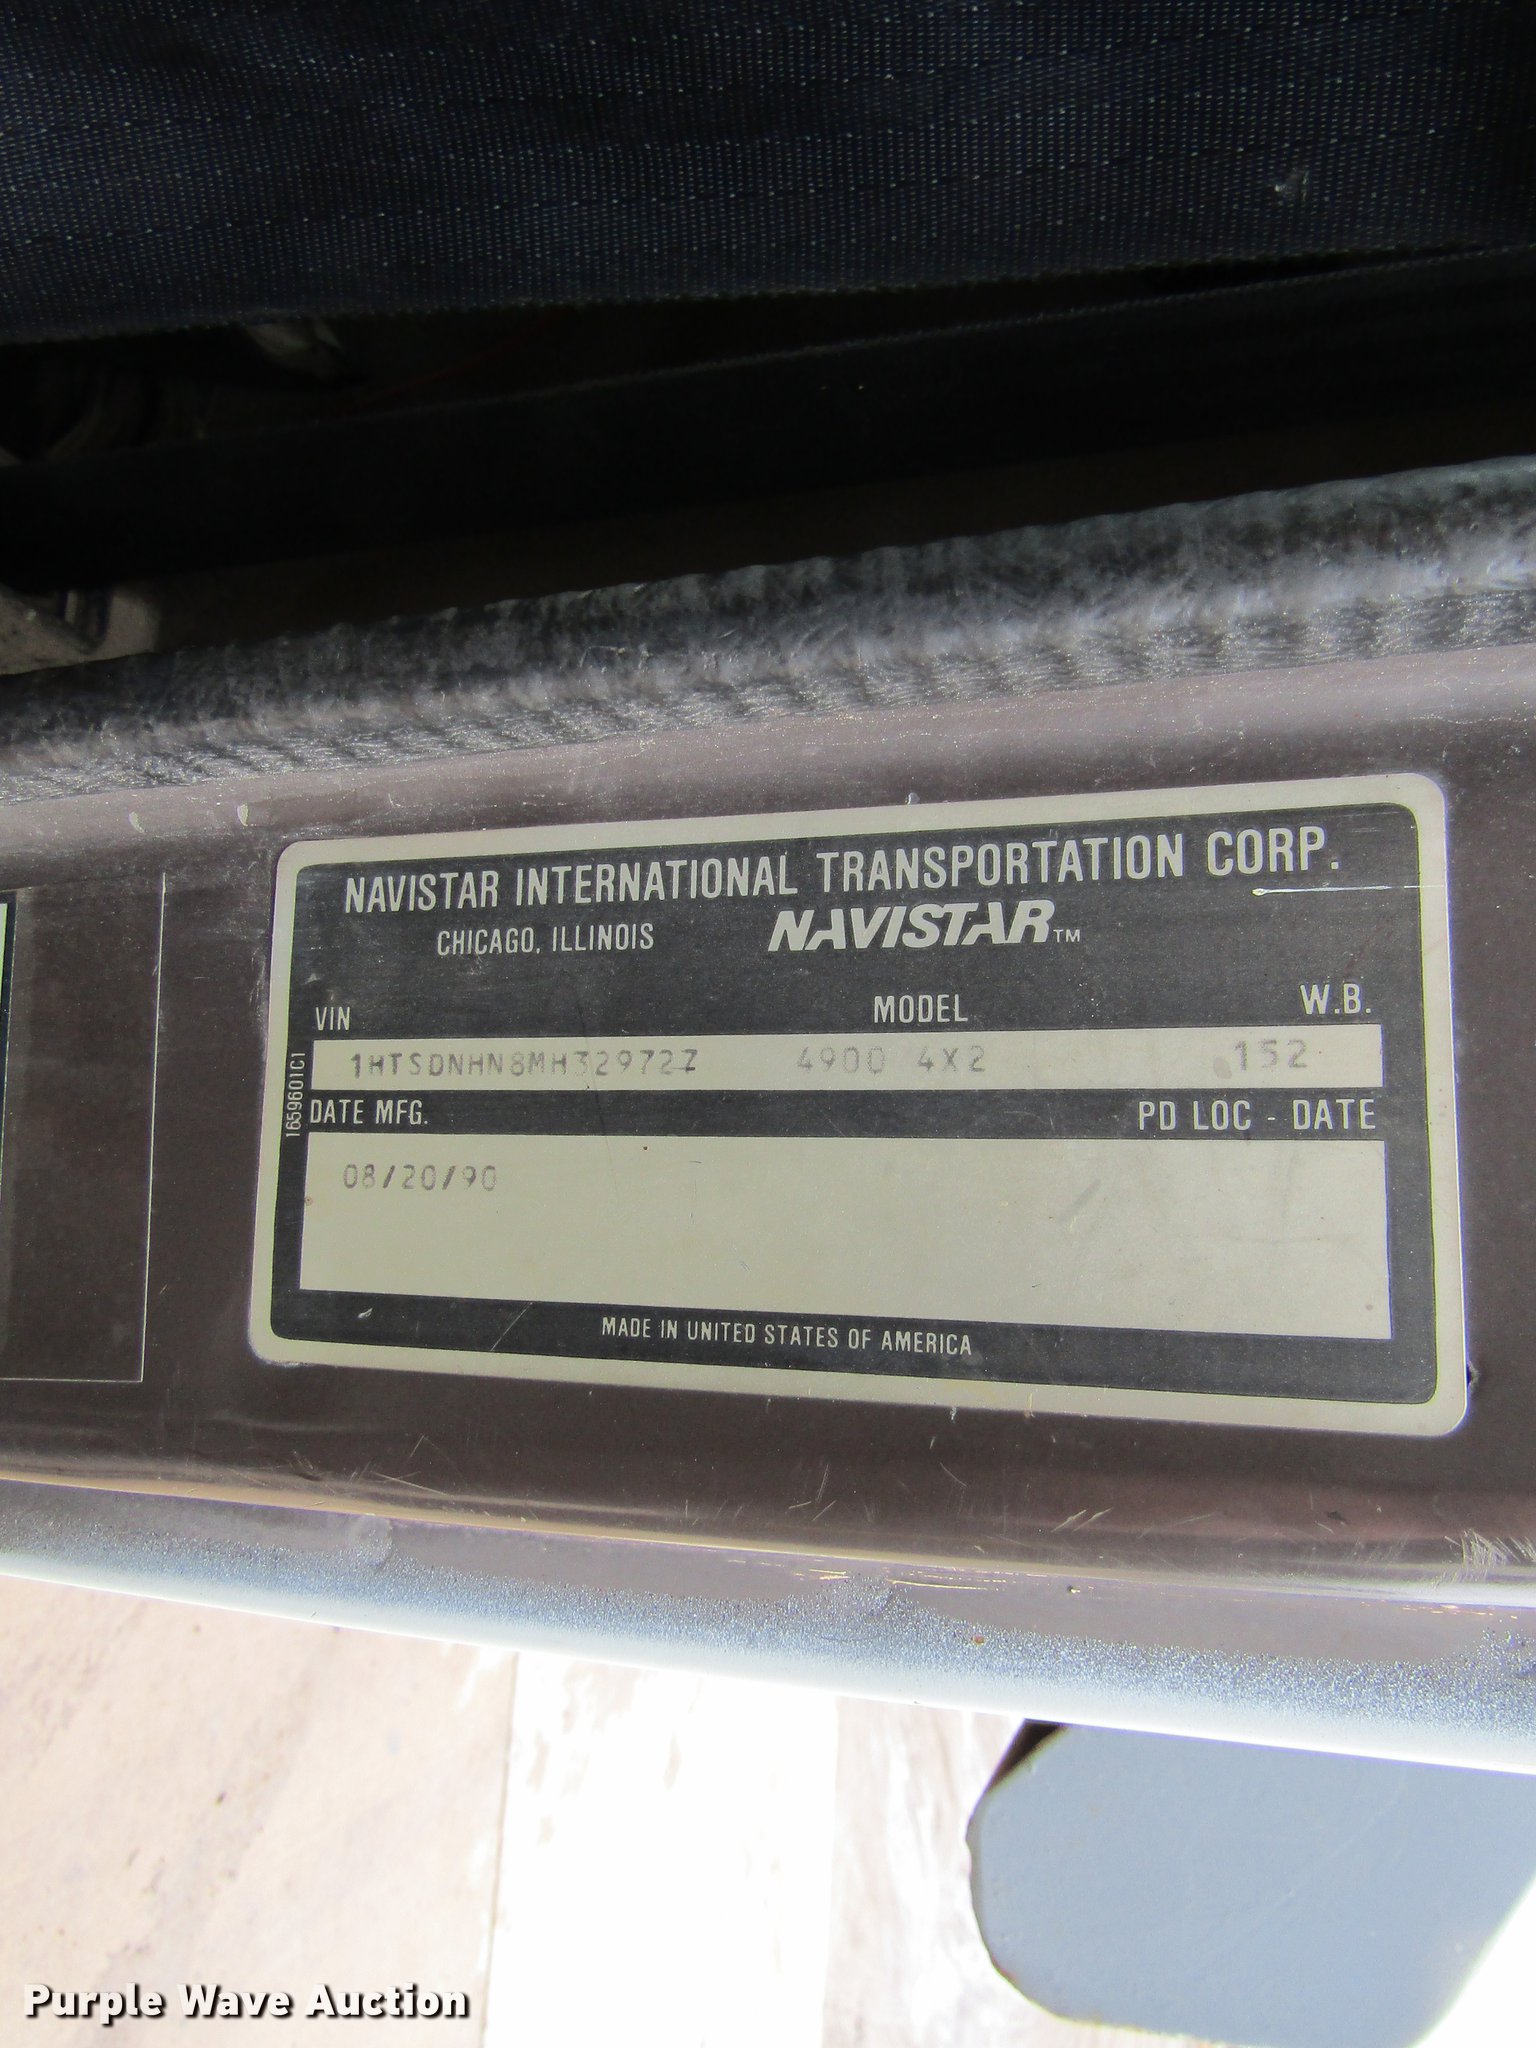 NAVISTAR INTERNATIONAL TRANSPORTATION CORP.
CHICAGO, ILLINOIS NAVISTAR™
VIN MODEL W.B.
1HTSDNHN8MH329727 4900 4X2 152
1659601C1
DATE MFG. PD LOC - DATE
08/20/90
MADE IN UNITED STATES OF AMERICA
Purple Wave Auction